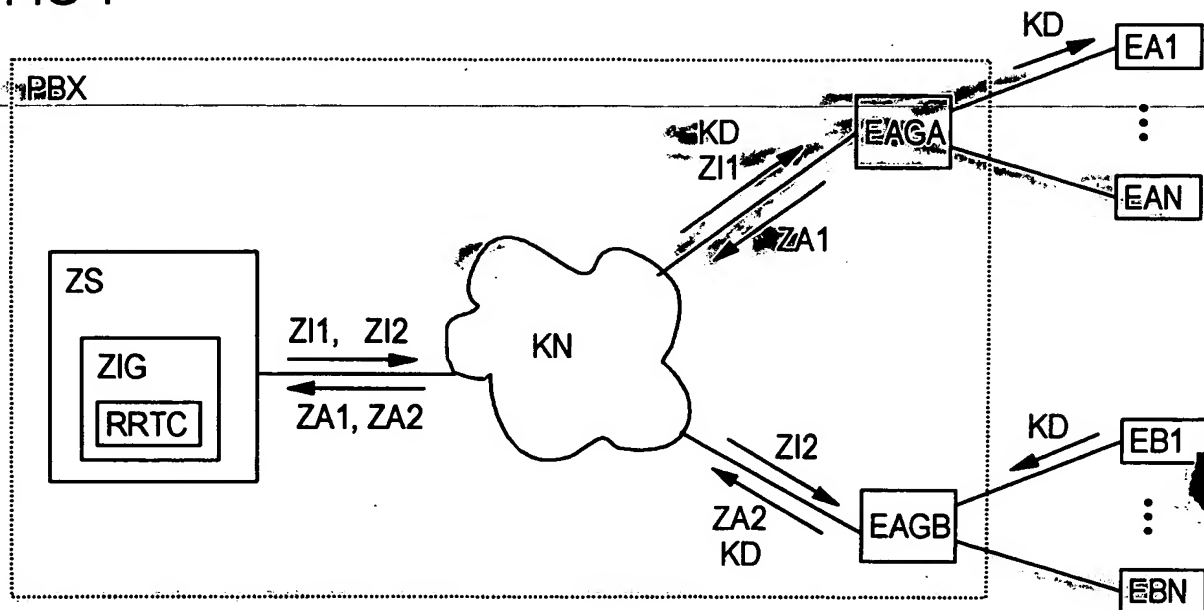 KD
EA1
PBX
KD
ZI1
EAGA
EAN
ZA1
ZS
ZIG
RRTC
ZI1, ZI2
ZA1, ZA2
KN
ZI2
ZA2
KD
EAGB
KD
EB1
EBN